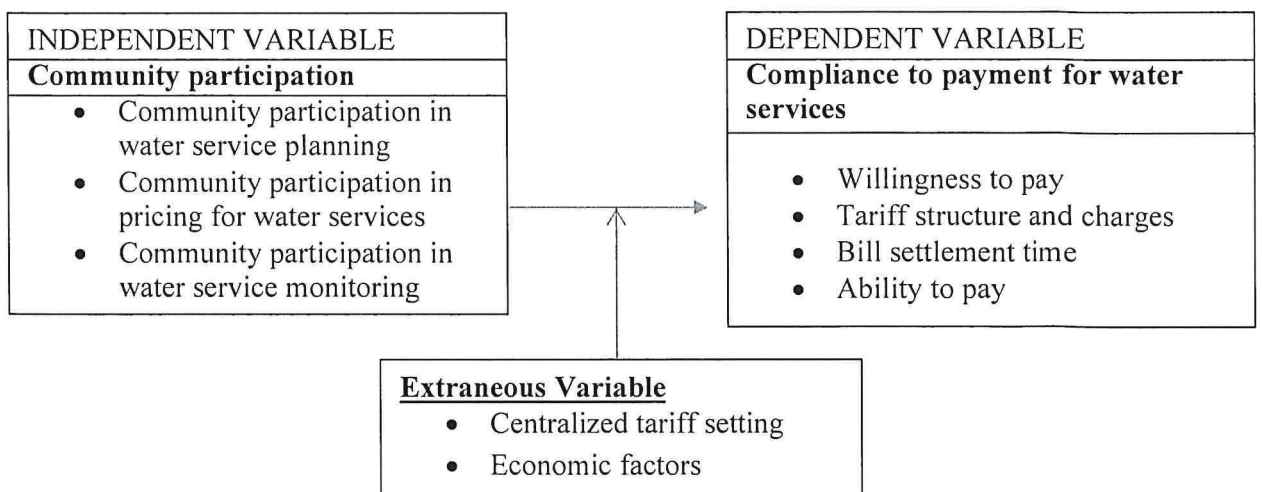 INDEPENDENT VARIABLE
Community participation
• Community participation in
water service planning
• Community participation in
pricing for water services
• Community participation in
water service monitoring
DEPENDENT VARIABLE
Compliance to payment for water
services
• Willingness to pay
• Tariff structure and charges
• Bill settlement time
• Ability to pay
Extraneous Variable
• Centralized tariff setting
• Economic factors